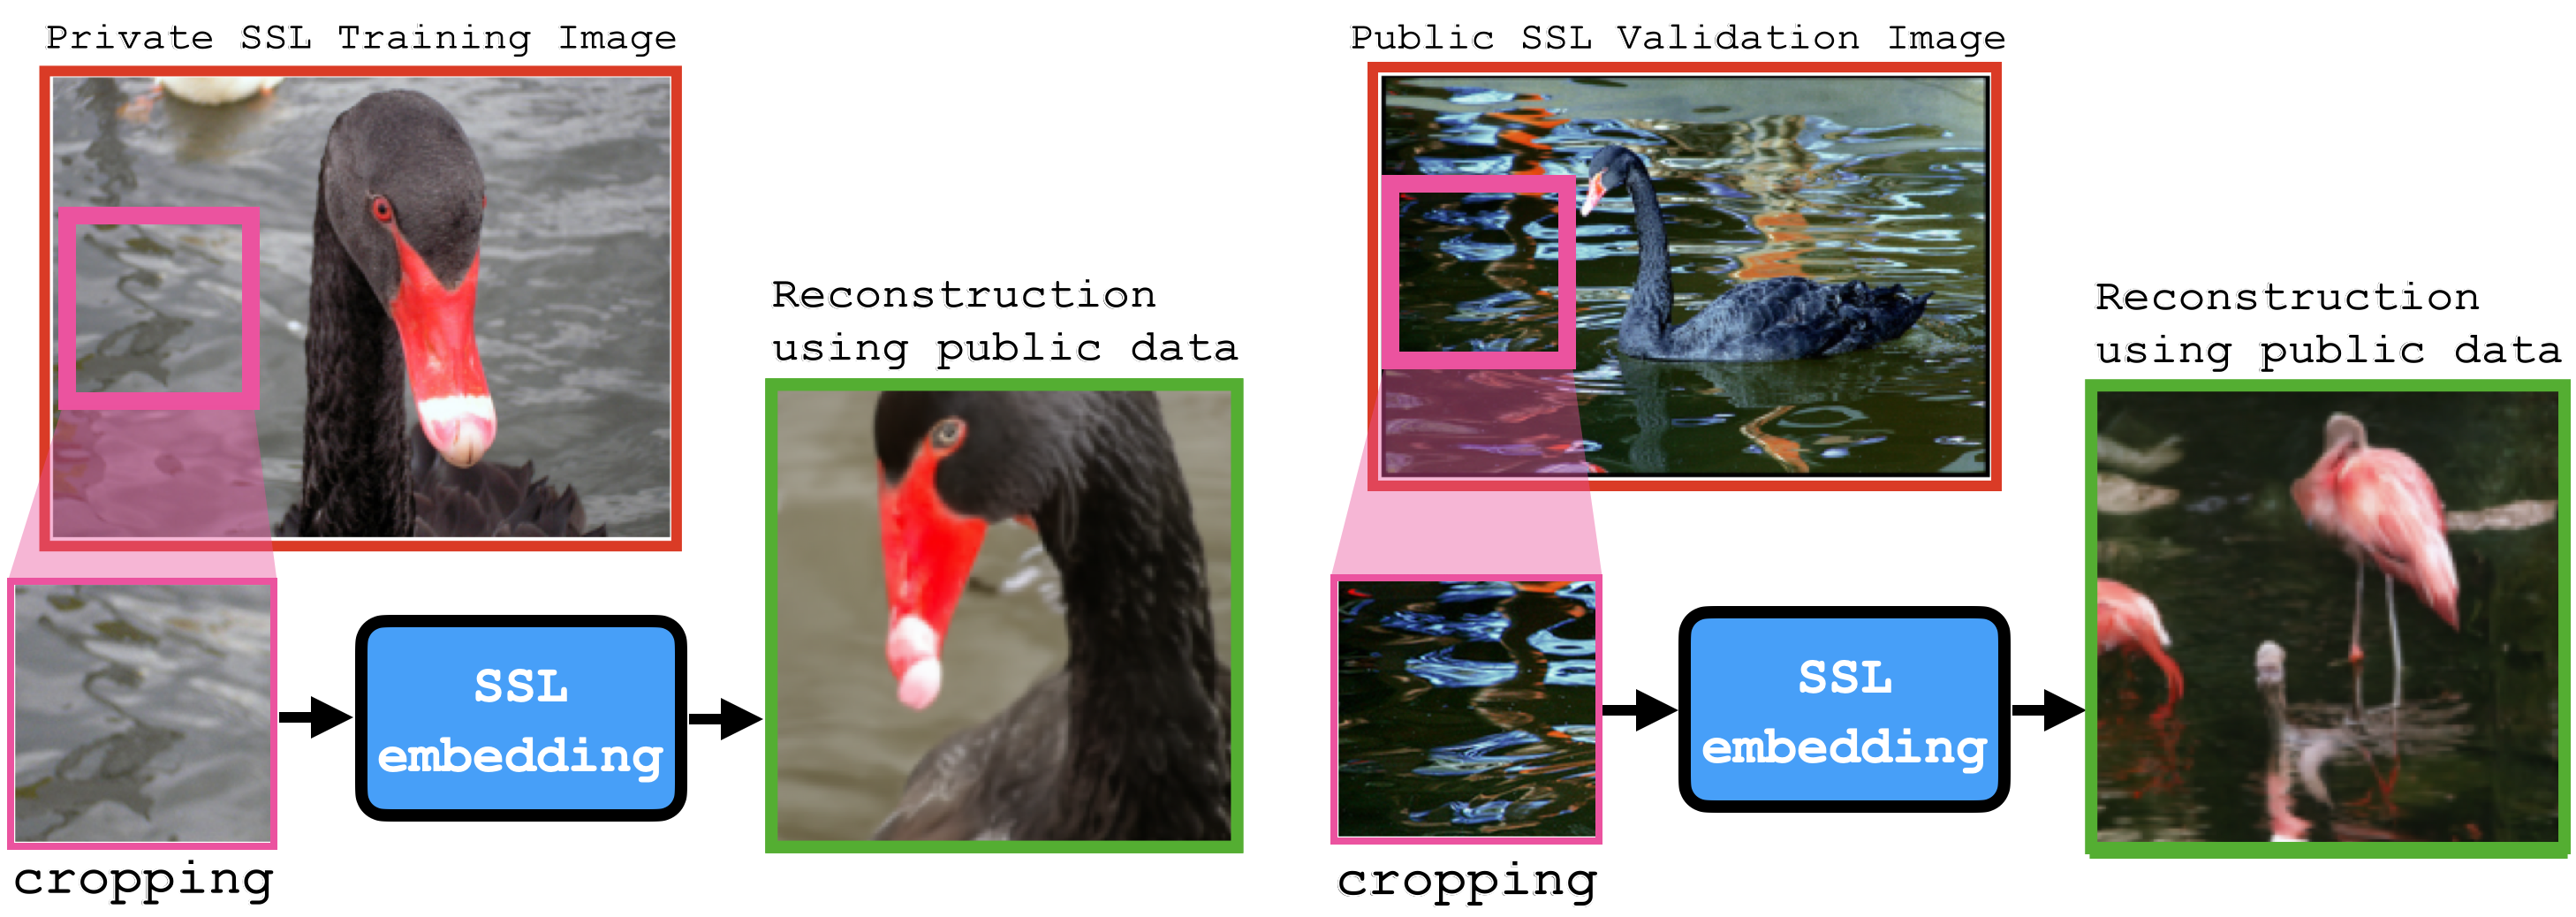 Private SSL Training Image
Reconstruction
using public data
SSL
embedding
cropping
Public SSL Validation Image
Reconstruction
using public data
SSL
embedding
cropping